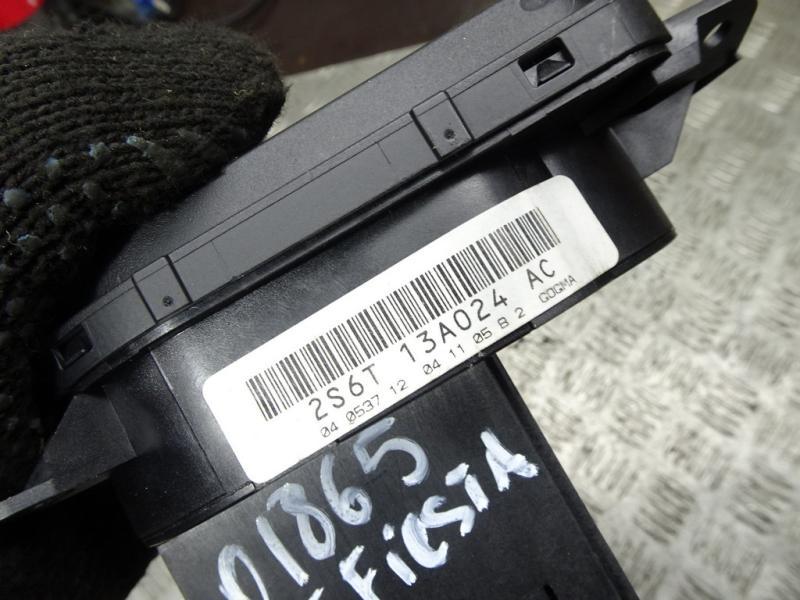 2S6T 13A024 AC
04 0537 12 04 11 05 B 2 GOGMA
01865
FIESTA